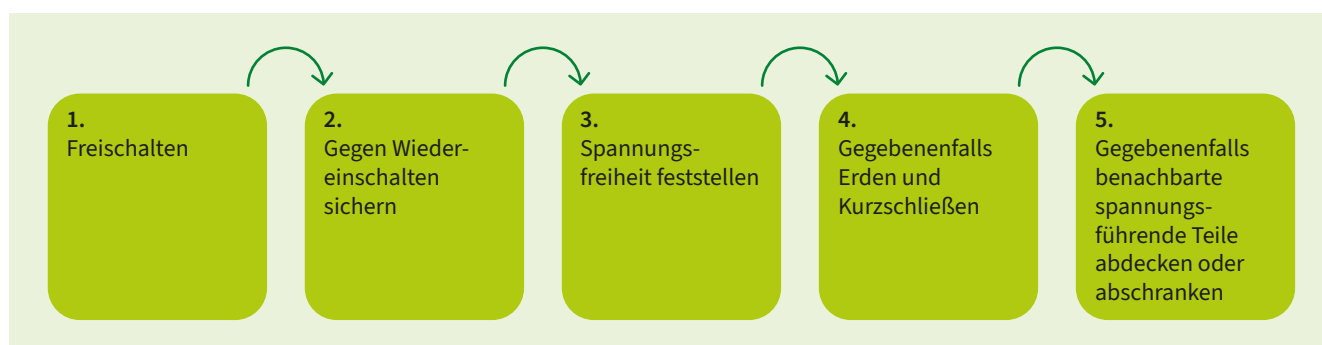 1.
Freischalten
2.
Gegen Wieder-
einschalten
sichern
3.
Spannungs-
freiheit feststellen
4.
Gegebenenfalls
Erden und
Kurzschließen
5.
Gegebenenfalls
benachbarte
spannungs-
führende Teile
abdecken oder
abschranken